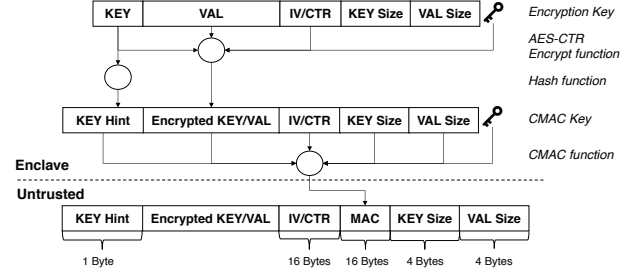 KEY VAL IV/CTR KEY Size VAL Size Encryption Key
AES-CTR
Encrypt function
Hash function
KEY Hint Encrypted KEY/VAL IV/CTR KEY Size VAL Size CMAC Key
CMAC function
Enclave
Untrusted
KEY Hint Encrypted KEY/VAL IV/CTR MAC KEY Size VAL Size
1 Byte 16 Bytes 16 Bytes 4 Bytes 4 Bytes